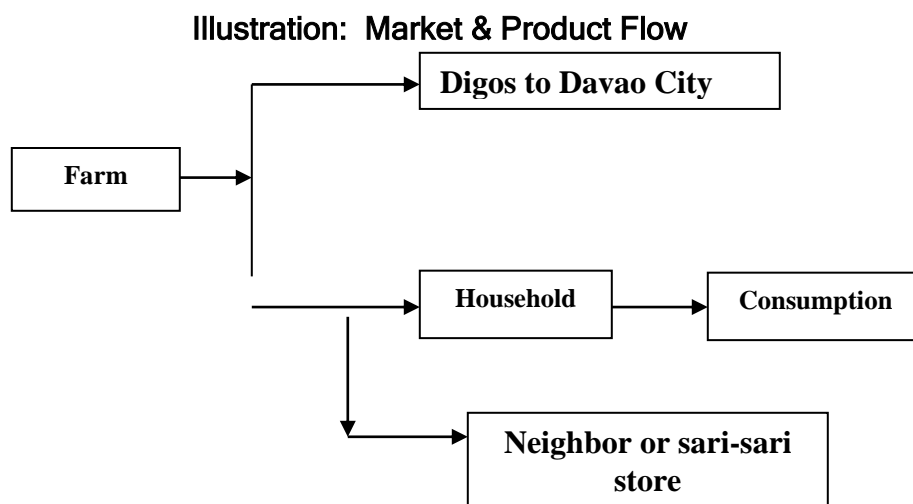 Illustration: Market & Product Flow
Digos to Davao City
Farm
Household
Consumption
Neighbor or sari-sari
store